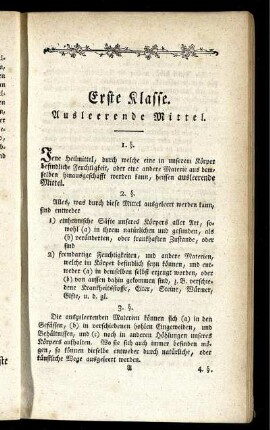 Erste Klasse.
Ausleerende Mittel.
1. §.
Jene Heilmittel, durch welche eine in unserem Körper
befindliche Feuchtigkeit, oder eine andere Materie aus dem-
selben hinausgeschafft werden kann, heissen ausleerende
Mittel.
2. §.
Alles, was durch diese Mittel ausgeleert werden kann,
sind entweder
1) einheimische Säfte unseres Körpers aller Art, so-
wohl (a) in ihrem natürlichen und gesunden, als
(b) veränderten, oder krankhaften Zustande, oder
sind
2) fremdartige Feuchtigkeiten, und andere Materien,
welche im Körper befindlich seyn können, und ent-
weder (a) in demselben selbst erzeugt werden, oder
(b) von aussen dahin gekommen sind, z. B. verschie-
dene Krankheitsstoffe, Eiter, Steine, Würmer,
Gifte, u. d. gl.
3. §.
Die auszuleerenden Materien können sich (a) in den
Gefässen, (b) in verschiedenen hohlen Eingeweiden, und
Behältnissen, und (c) noch in anderen Höhlungen unseres
Körpers aufhalten. Wo sie sich auch immer befinden mö-
gen, so können dieselbe entweder durch natürliche, oder
künstliche Wege ausgeleert werden.
A 4. §.